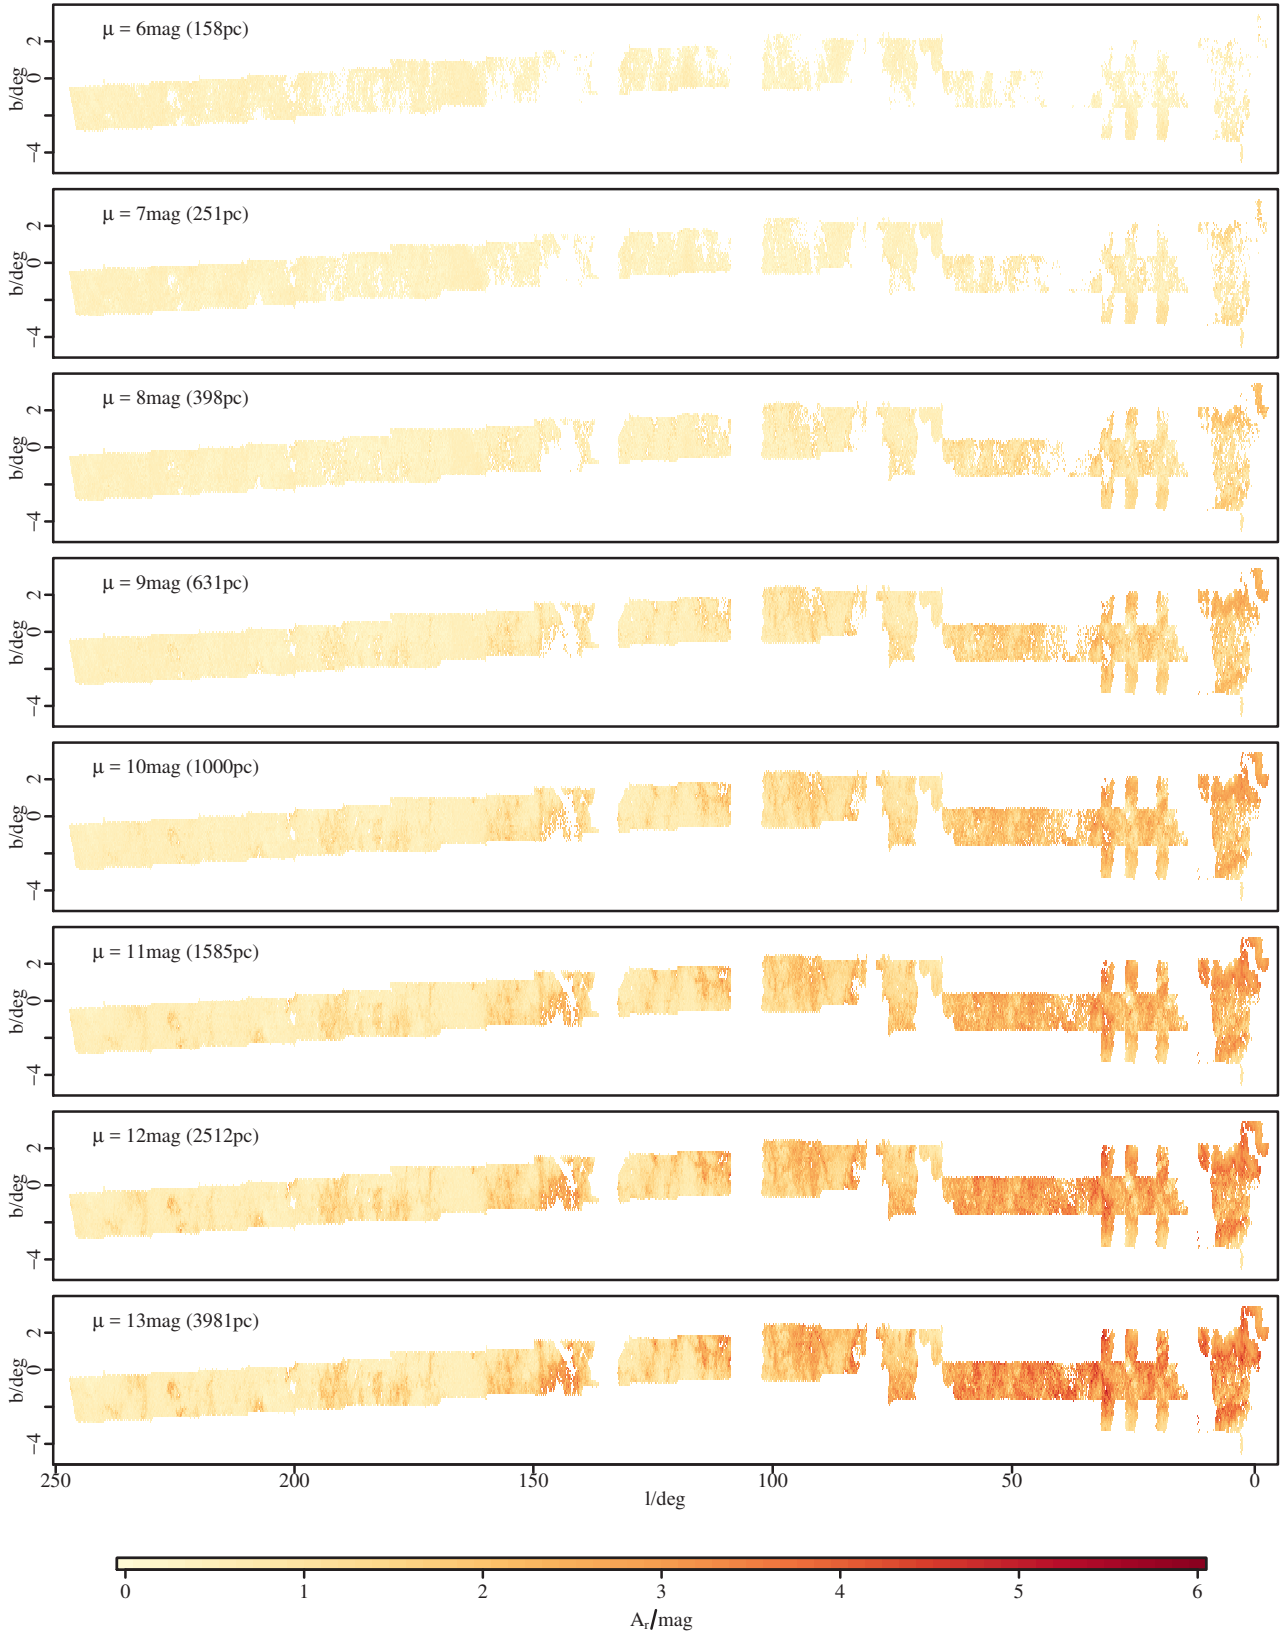 μ = 6mag (158pc)
b/deg
2
0
−4
μ = 7mag (251pc)
b/deg
2
0
−4
μ = 8mag (398pc)
b/deg
2
0
−4
μ = 9mag (631pc)
b/deg
2
0
−4
μ = 10mag (1000pc)
b/deg
2
0
−4
μ = 11mag (1585pc)
b/deg
2
0
−4
μ = 12mag (2512pc)
b/deg
2
0
−4
μ = 13mag (3981pc)
b/deg
2
0
−4
250 200 150 100 50 0
l/deg
0 1 2 3 4 5 6
Ar/mag